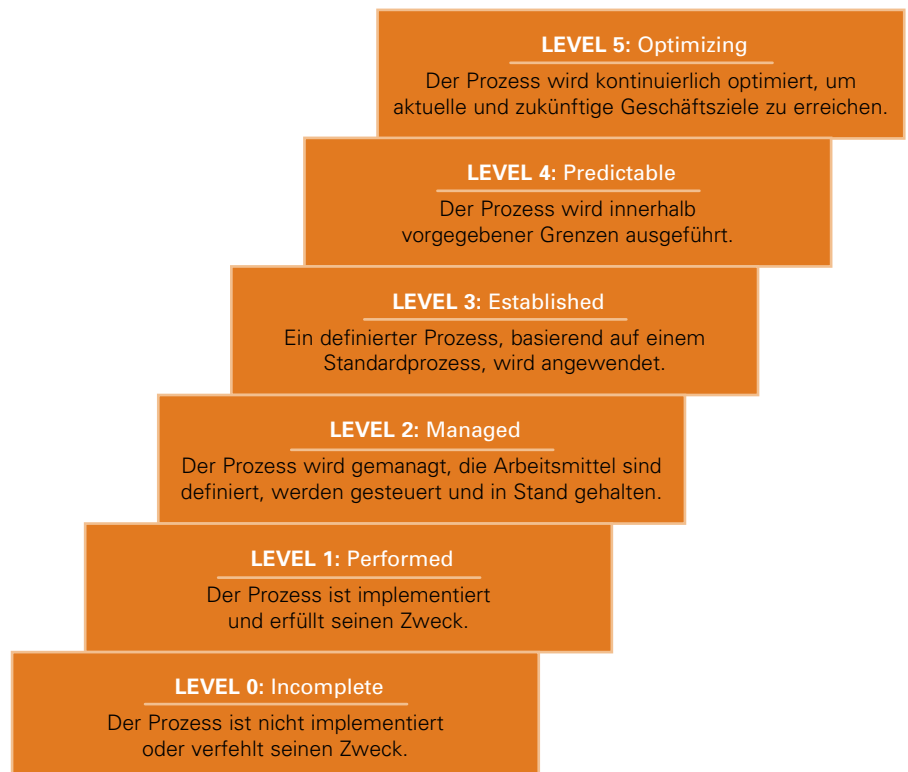 LEVEL 5: Optimizing
Der Prozess wird kontinuierlich optimiert, um
aktuelle und zukünftige Geschäftsziele zu erreichen.
LEVEL 4: Predictable
Der Prozess wird innerhalb
vorgegebener Grenzen ausgeführt.
LEVEL 3: Established
Ein definierter Prozess, basierend auf einem
Standardprozess, wird angewendet.
LEVEL 2: Managed
Der Prozess wird gemanagt, die Arbeitsmittel sind
definiert, werden gesteuert und in Stand gehalten.
LEVEL 1: Performed
Der Prozess ist implementiert
und erfüllt seinen Zweck.
LEVEL 0: Incomplete
Der Prozess ist nicht implementiert
oder verfehlt seinen Zweck.